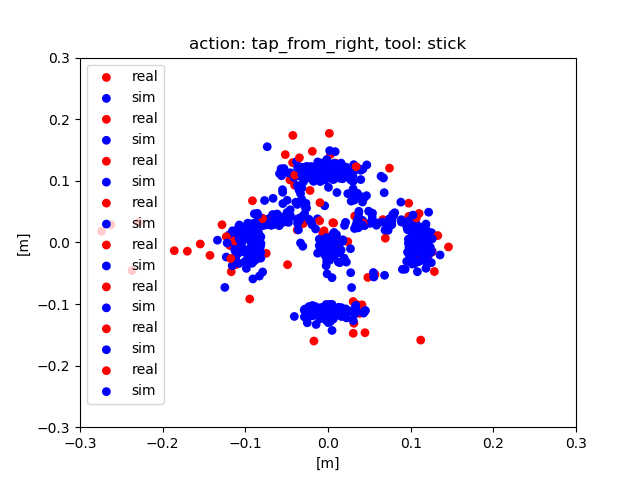 action: tap_from_right, tool: stick
0.3
0.2
0.1
0.0
−0.1
−0.2
−0.3
[m]
real
sim
real
sim
real
sim
real
sim
real
sim
real
sim
real
sim
real
sim
−0.3
−0.2
−0.1
0.0
0.1
0.2
0.3
[m]